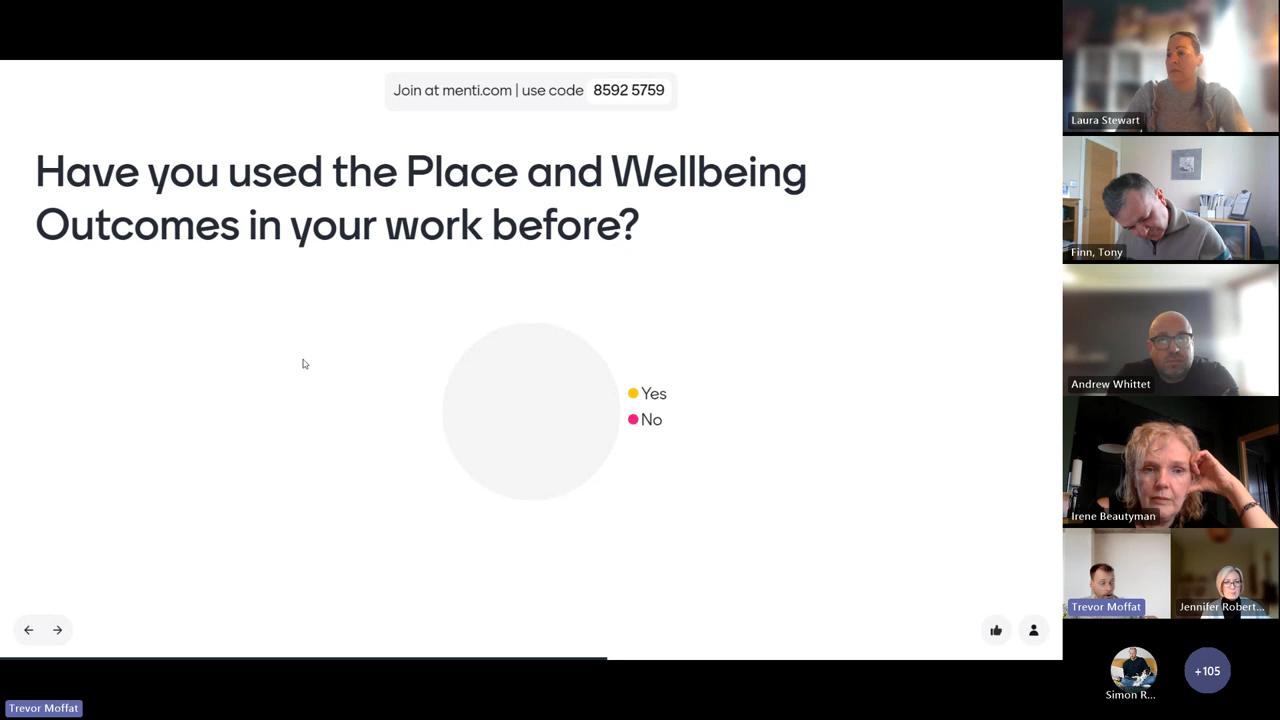 Join at menti.com | use code 8592 5759
Have you used the Place and Wellbeing
Outcomes in your work before?
Yes
No
Laura Stewart
Finn, Tony
Andrew Whittet
Irene Beautyman
Trevor Moffat
Jennifer Robert...
Simon R...
+105
Trevor Moffat